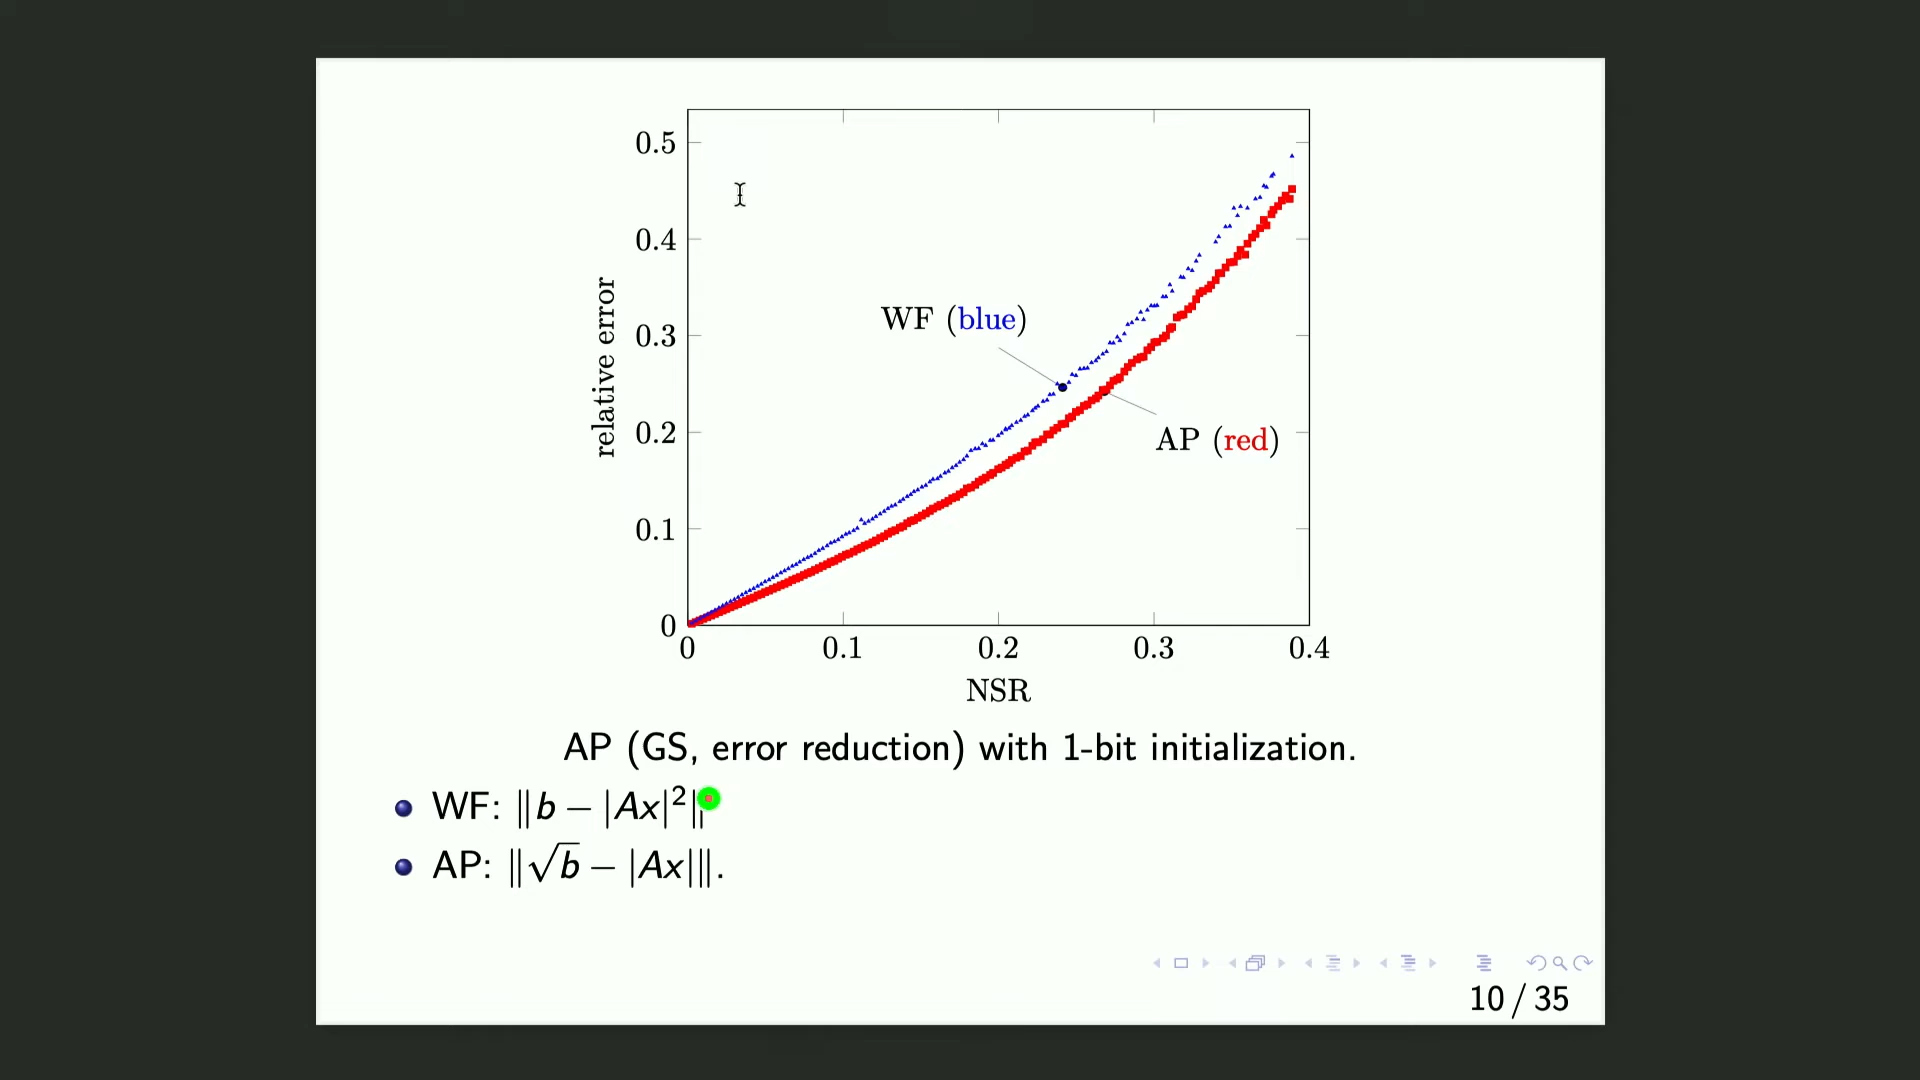 0.5
0.4
0.3
0.2
0.1
0
relative error
WF (blue)
AP (red)
0 0.1 0.2 0.3 0.4
NSR
AP (GS, error reduction) with 1-bit initialization.
WF: ‖b − |Ax|²‖
AP: ‖√b − |Ax|‖.
10 / 35